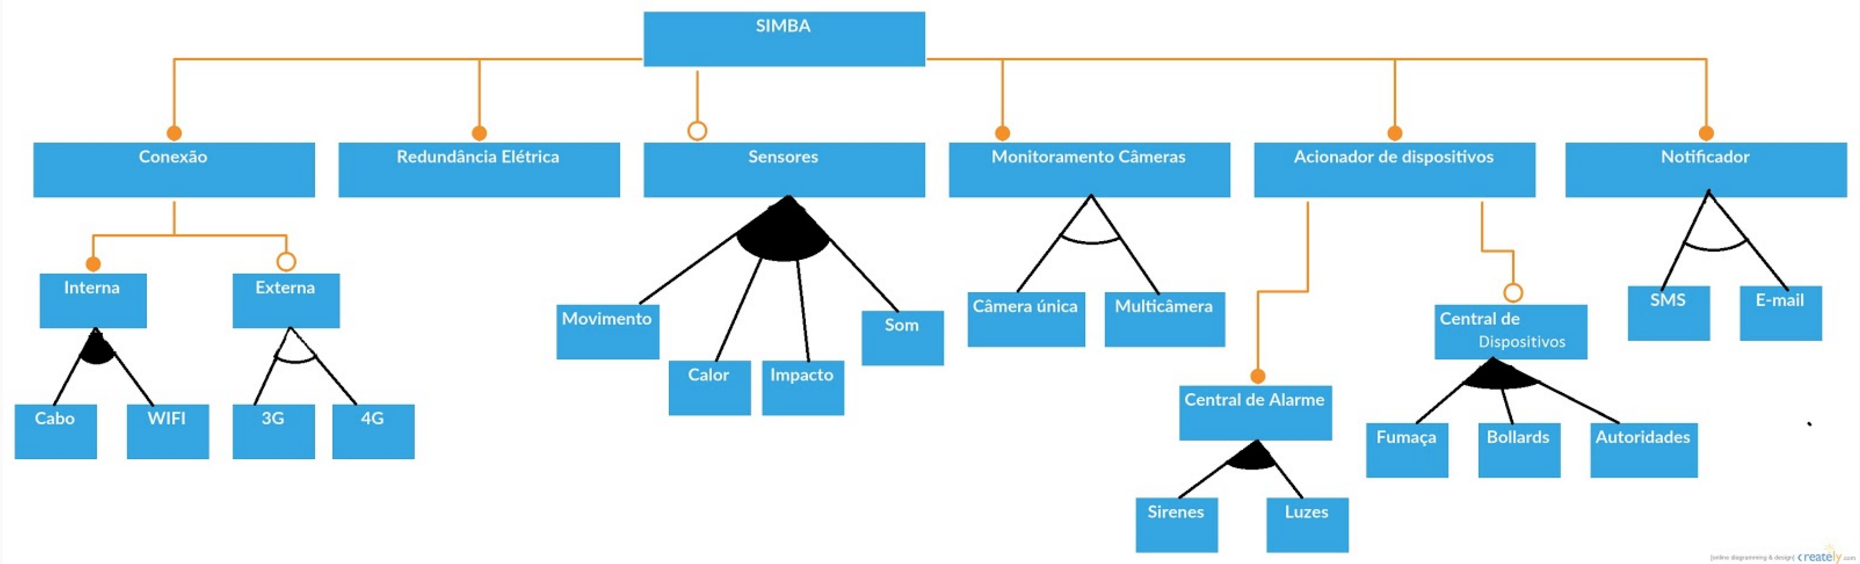 SIMBA
Conexão
Redundância Elétrica
Sensores
Monitoramento Câmeras
Acionador de dispositivos
Notificador
Interna
Externa
Movimento
Som
Câmera única
Multicâmera
Central de
Dispositivos
SMS
E-mail
Calor
Impacto
Central de Alarme
Cabo
WIFI
3G
4G
Fumaça
Bollards
Autoridades
Sirenes
Luzes
[online diagramming & design] creately.com